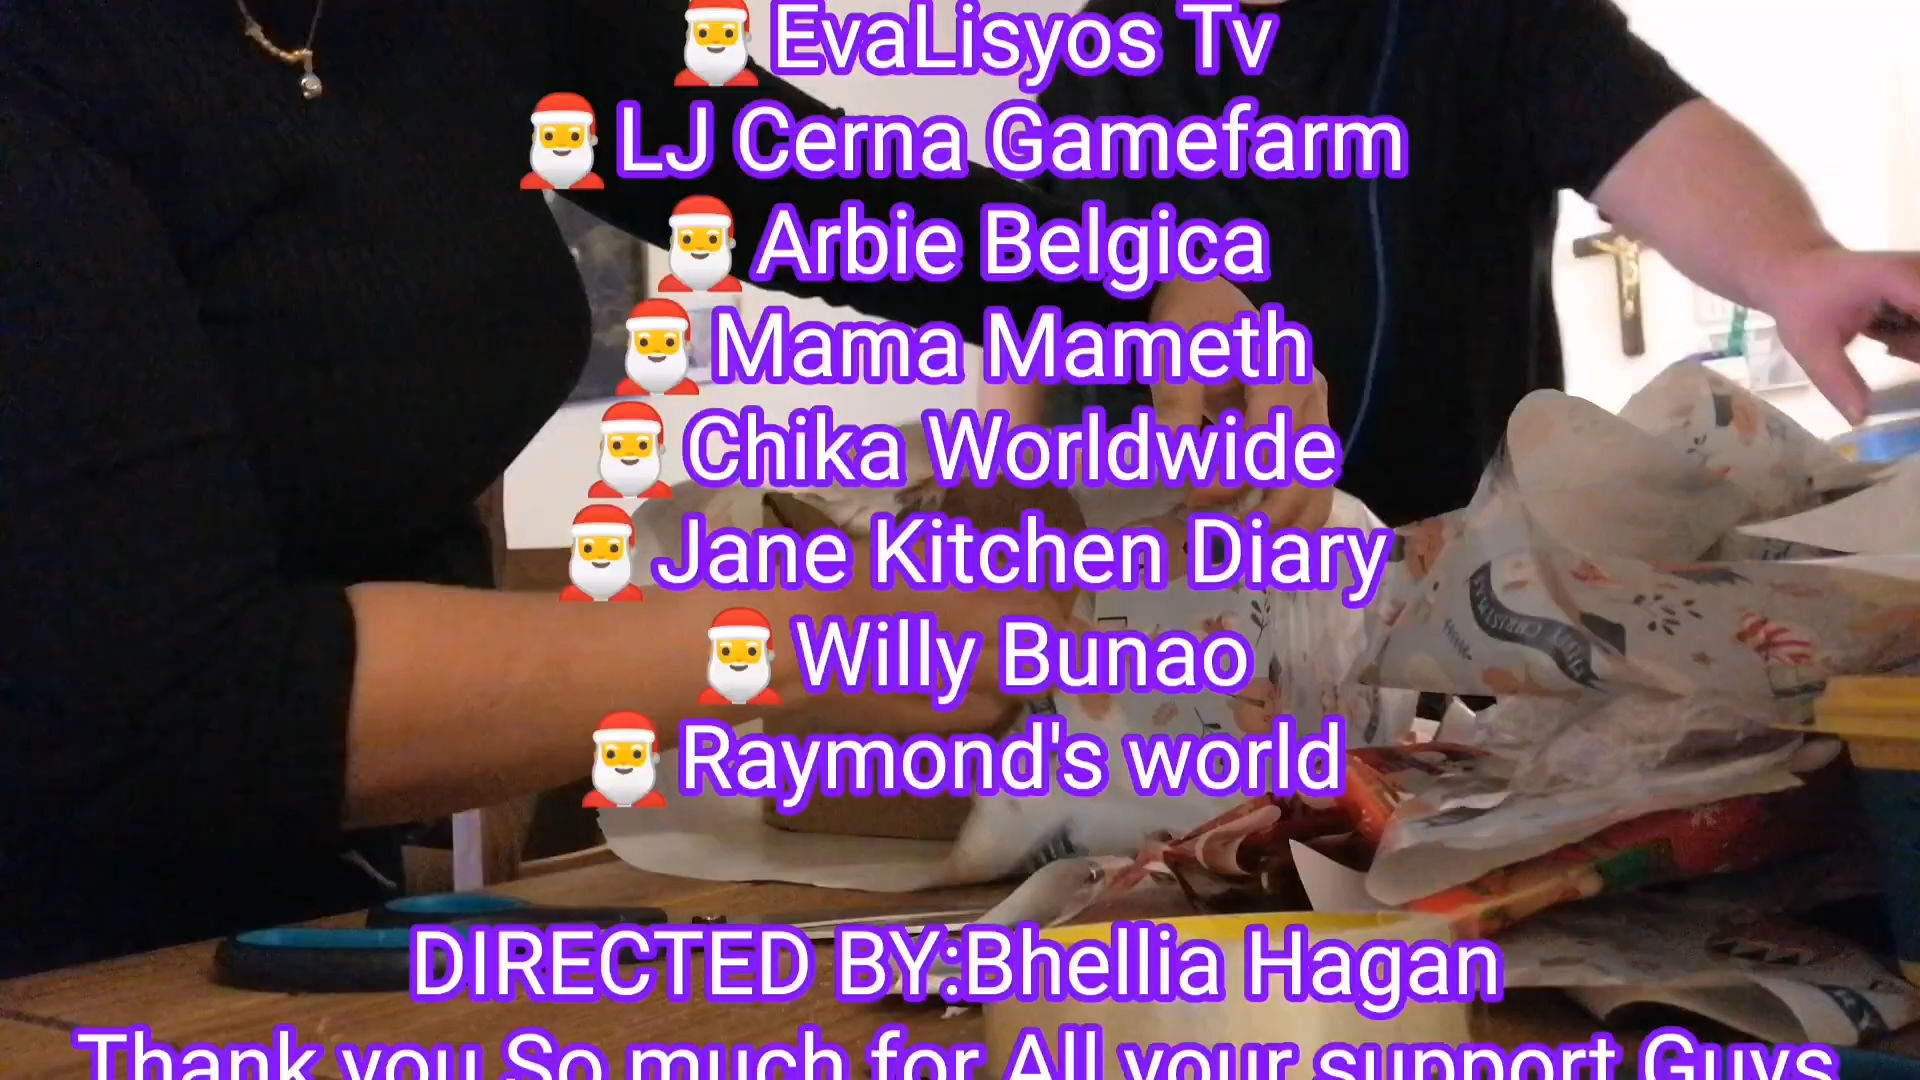 🎅EvaLisyos Tv
🎅LJ Cerna Gamefarm
🎅Arbie Belgica
🎅Mama Mameth
🎅Chika Worldwide
🎅Jane Kitchen Diary
🎅Willy Bunao
🎅Raymond's world
DIRECTED BY:Bhellia Hagan
Thank you So much for All your support Guys
CHRISTMAS